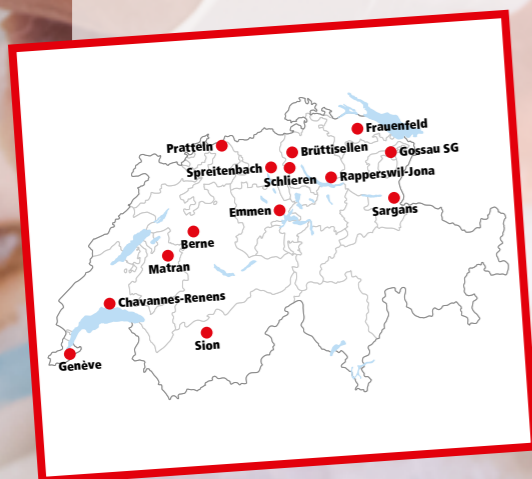 Frauenfeld
Pratteln
Brüttisellen
Gossau SG
Spreitenbach
Schlieren
Rapperswil-Jona
Emmen
Sargans
Berne
Matran
Chavannes-Renens
Sion
Genève